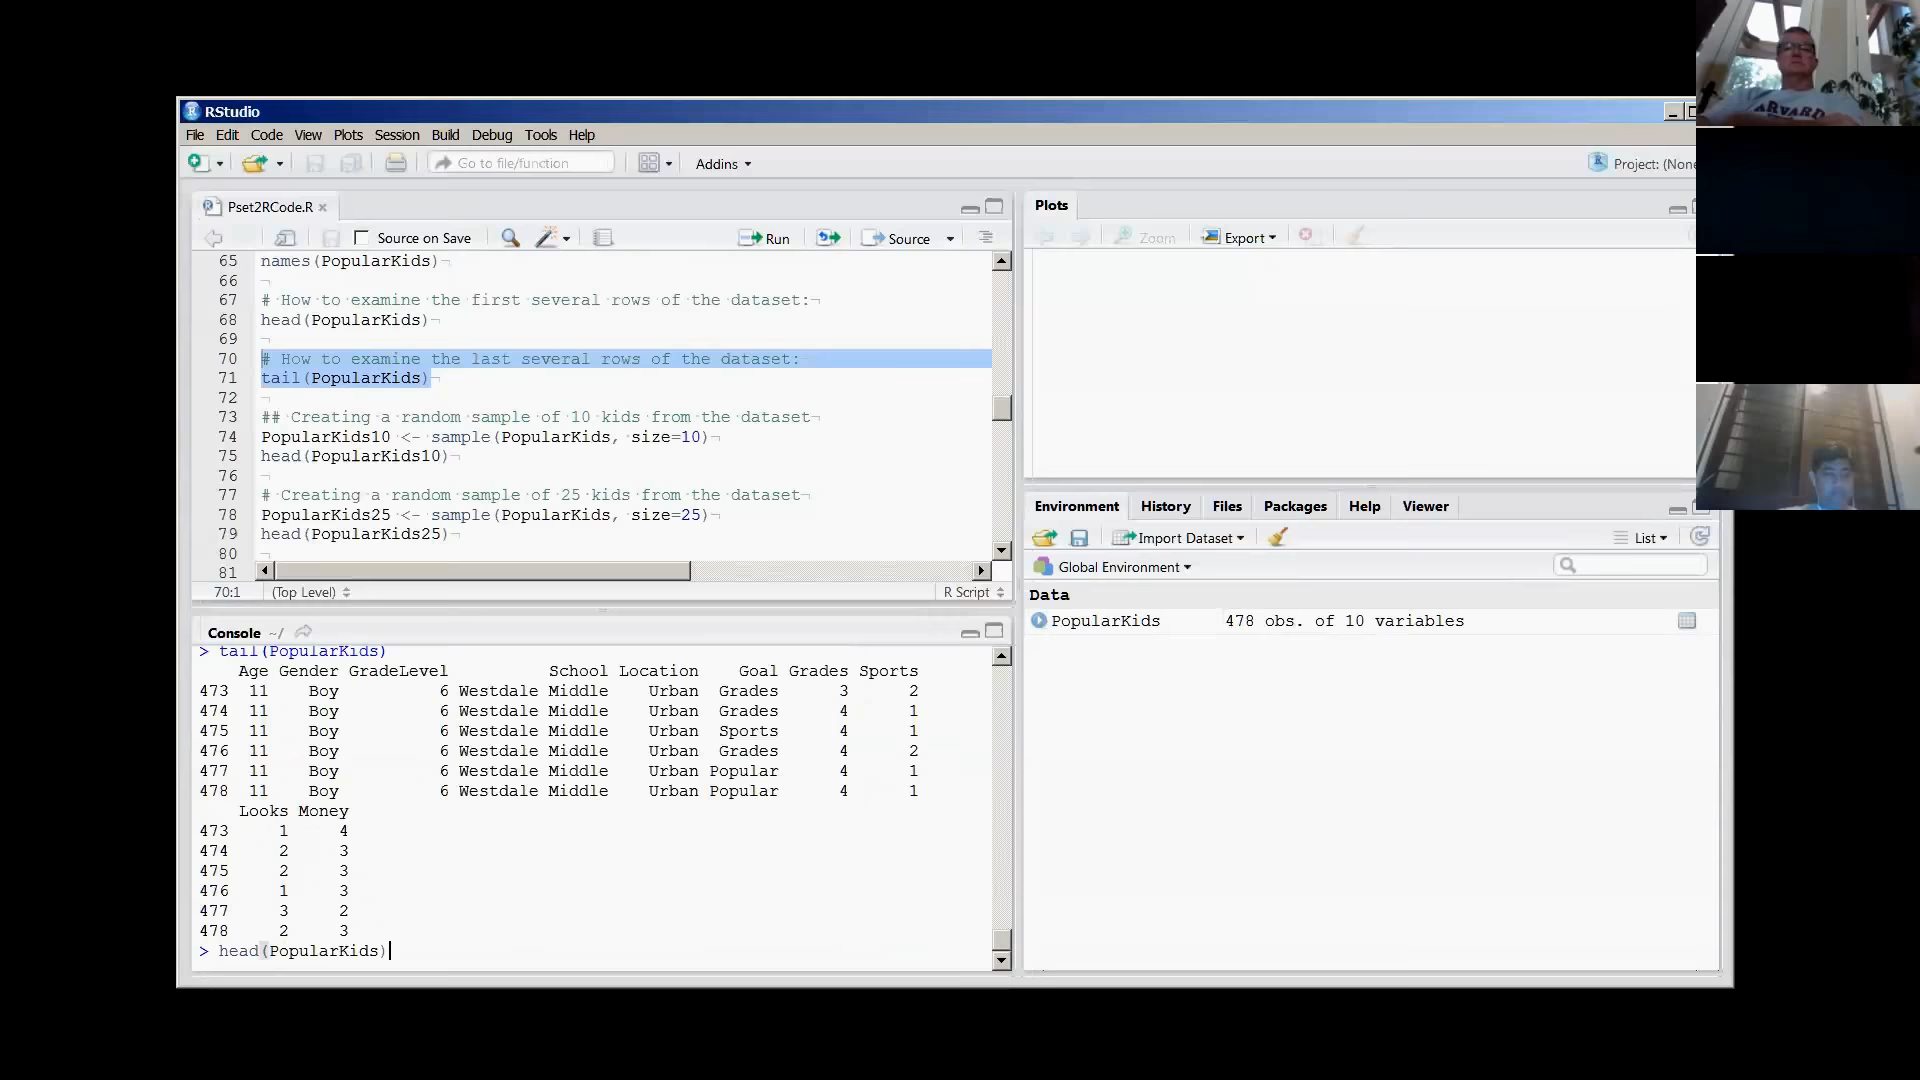 RStudio
File Edit Code View Plots Session Build Debug Tools Help
Go to file/function
Addins
Project: (None
Pset2RCode.R
Source on Save
Run
Source
65 names(PopularKids)
66
67 # How to examine the first several rows of the dataset:
68 head(PopularKids)
69
70 # How to examine the last several rows of the dataset:
71 tail(PopularKids)
72
73 ## Creating a random sample of 10 kids from the dataset
74 PopularKids10 <- sample(PopularKids, size=10)
75 head(PopularKids10)
76
77 # Creating a random sample of 25 kids from the dataset
78 PopularKids25 <- sample(PopularKids, size=25)
79 head(PopularKids25)
80
81
70:1 (Top Level) R Script
Console ~/
> tail(PopularKids)
Age Gender GradeLevel School Location Goal Grades Sports
473 11 Boy 6 Westdale Middle Urban Grades 3 2
474 11 Boy 6 Westdale Middle Urban Grades 4 1
475 11 Boy 6 Westdale Middle Urban Sports 4 1
476 11 Boy 6 Westdale Middle Urban Grades 4 2
477 11 Boy 6 Westdale Middle Urban Popular 4 1
478 11 Boy 6 Westdale Middle Urban Popular 4 1
Looks Money
473 1 4
474 2 3
475 2 3
476 1 3
477 3 2
478 2 3
> head(PopularKids)
Plots
Zoom Export
Environment History Files Packages Help Viewer
Import Dataset List
Global Environment
Data
PopularKids 478 obs. of 10 variables
HARVARD